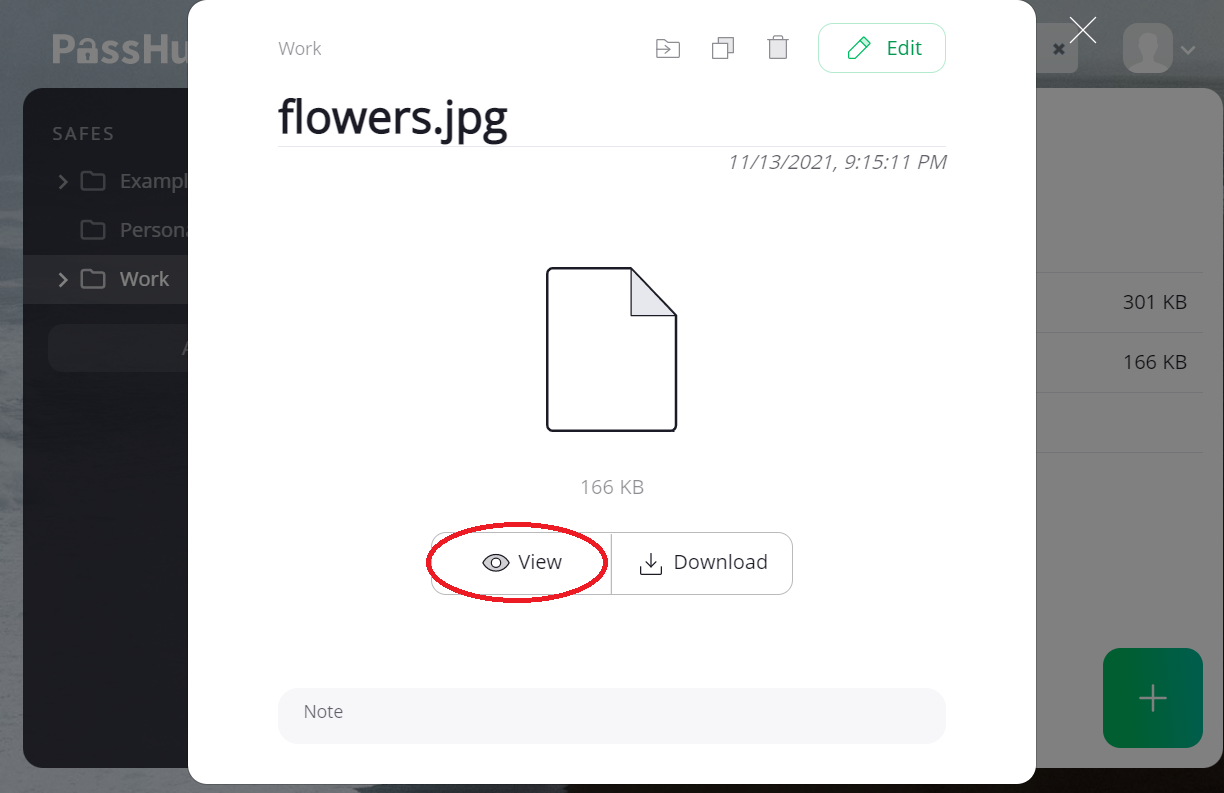 PassHu
Work
Edit
flowers.jpg
11/13/2021, 9:15:11 PM
SAFES
Exampl
Persona
Work
301 KB
166 KB
166 KB
View
Download
Note